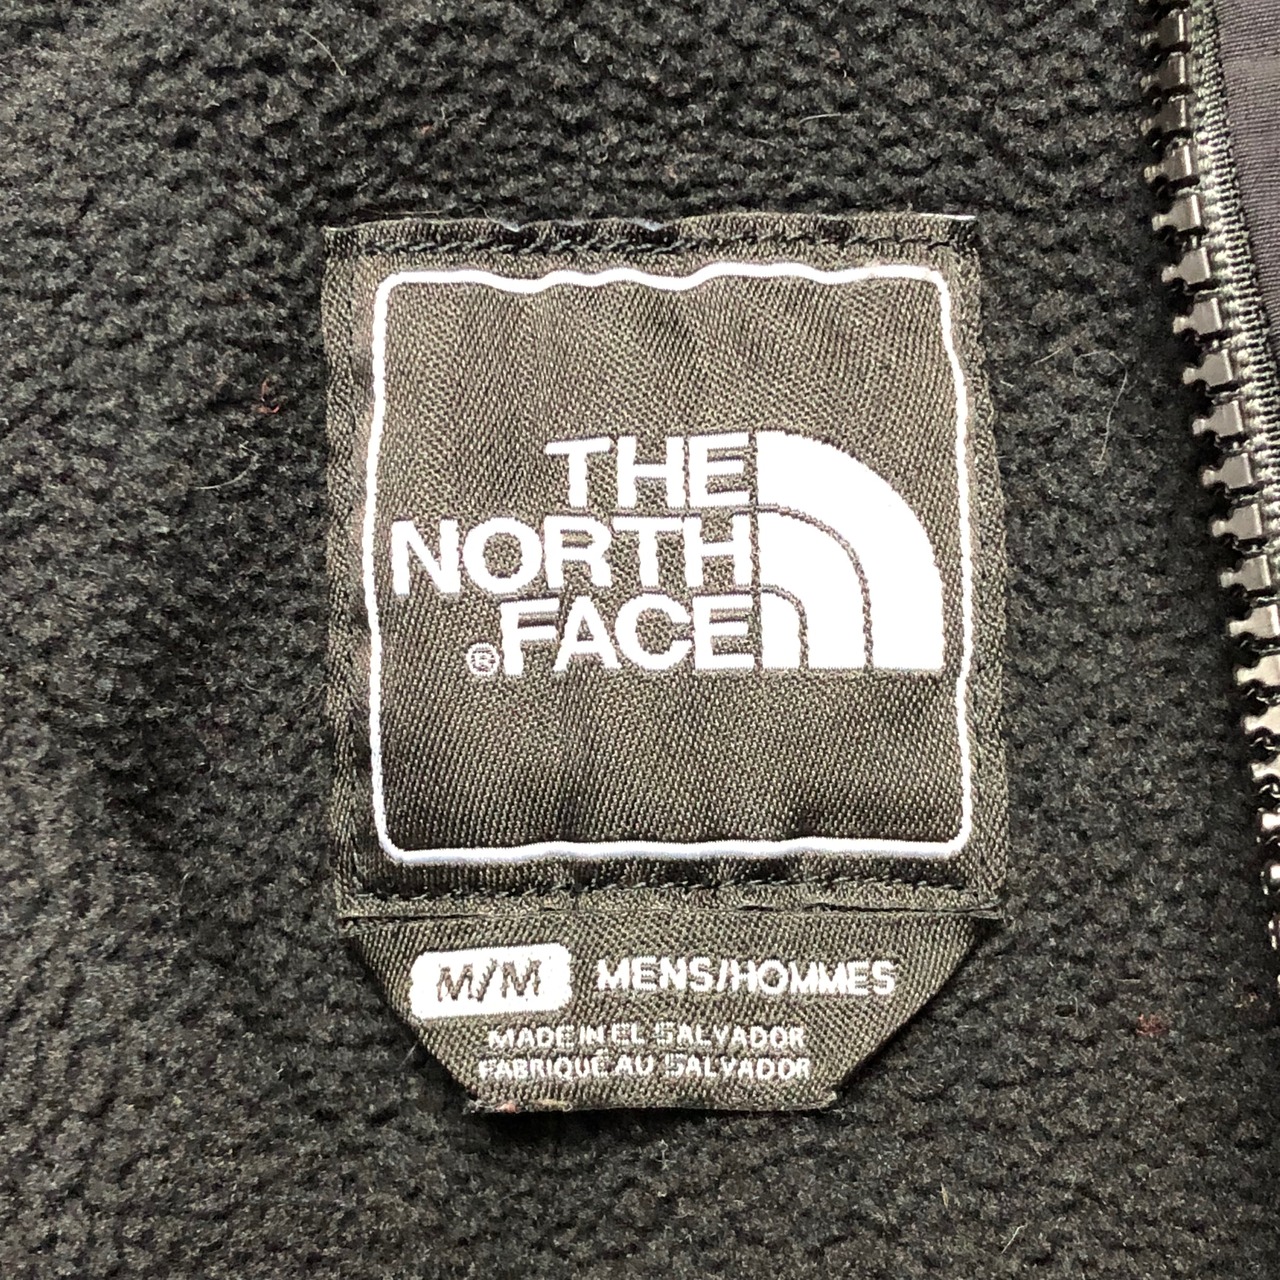 THE
NORTH
®FACE
M/M MENS/HOMMES
MADE IN EL SALVADOR
FABRIQUÉ AU SALVADOR